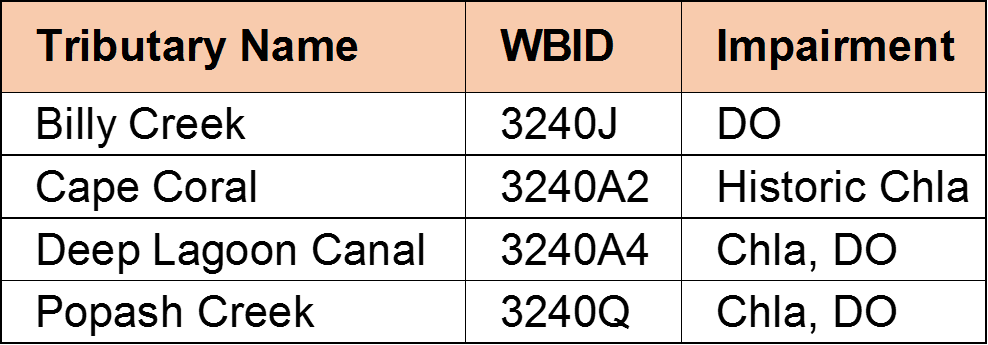 Tributary Name WBID Impairment
Billy Creek 3240J DO
Cape Coral 3240A2 Historic Chla
Deep Lagoon Canal 3240A4 Chla, DO
Popash Creek 3240Q Chla, DO